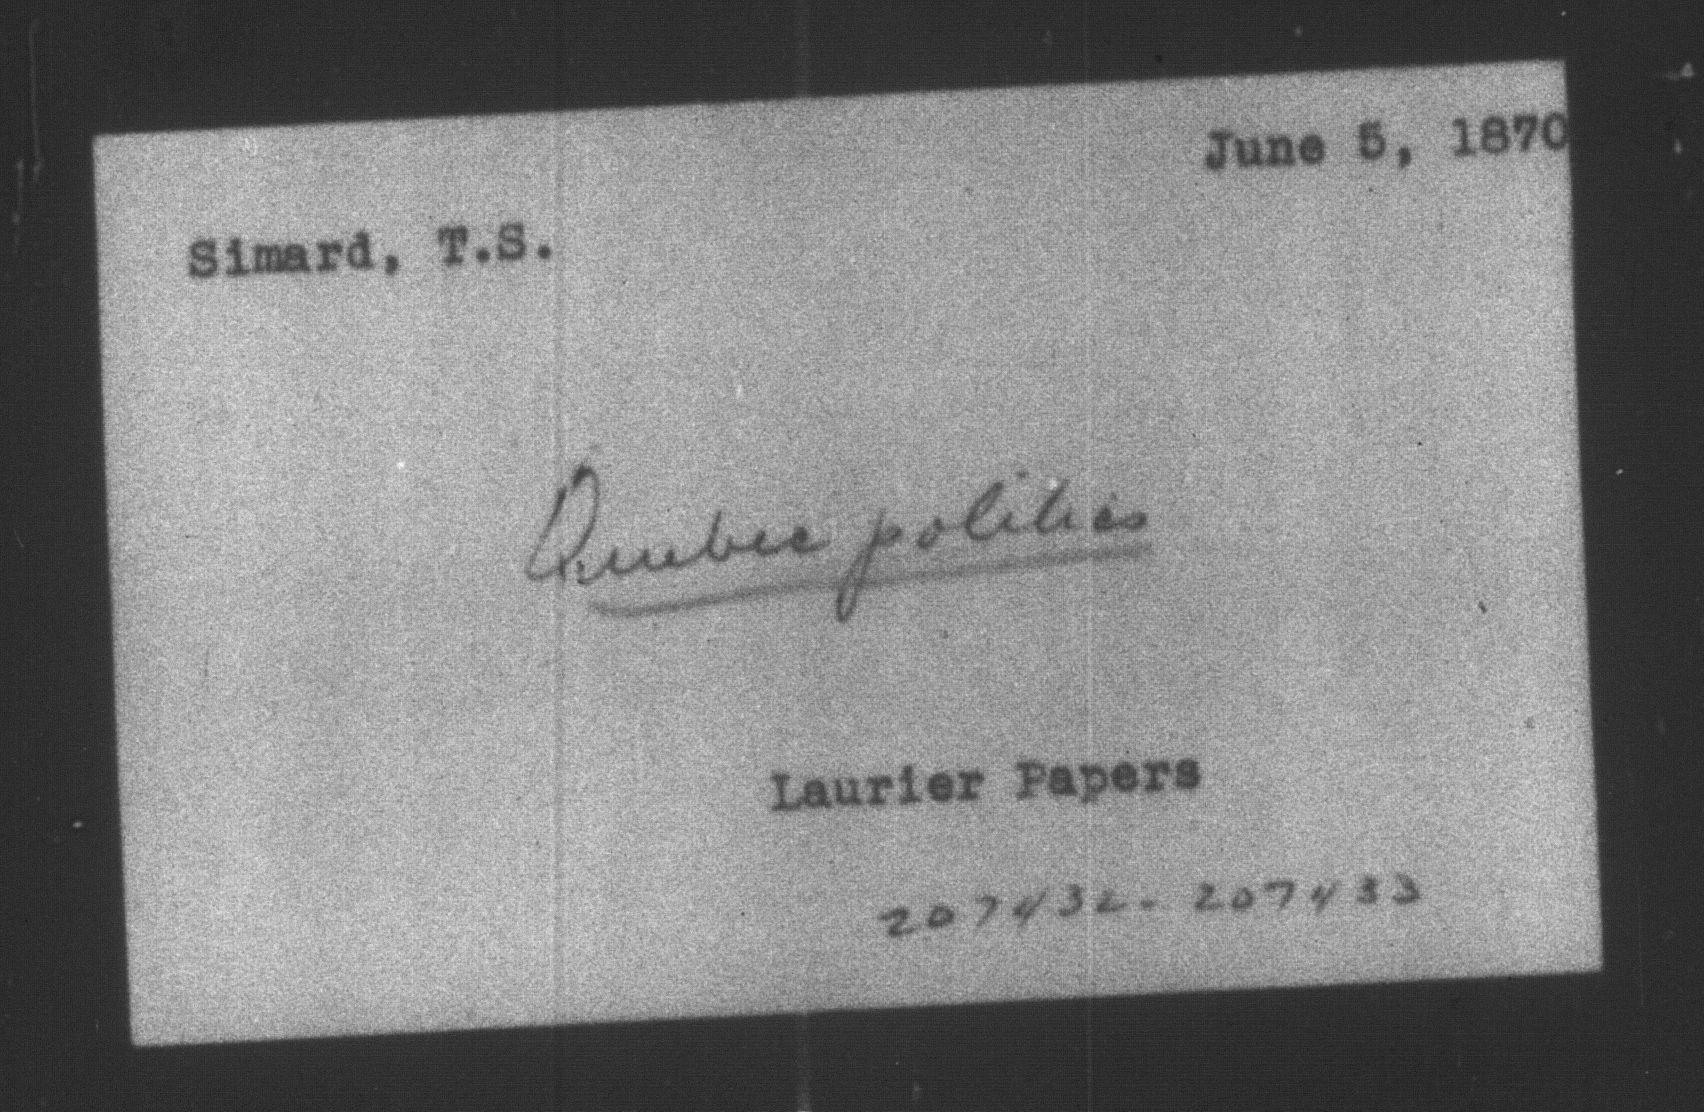 June 5, 1870
Simard, T.S.
Quebec politics
Laurier Papers
207432-207433